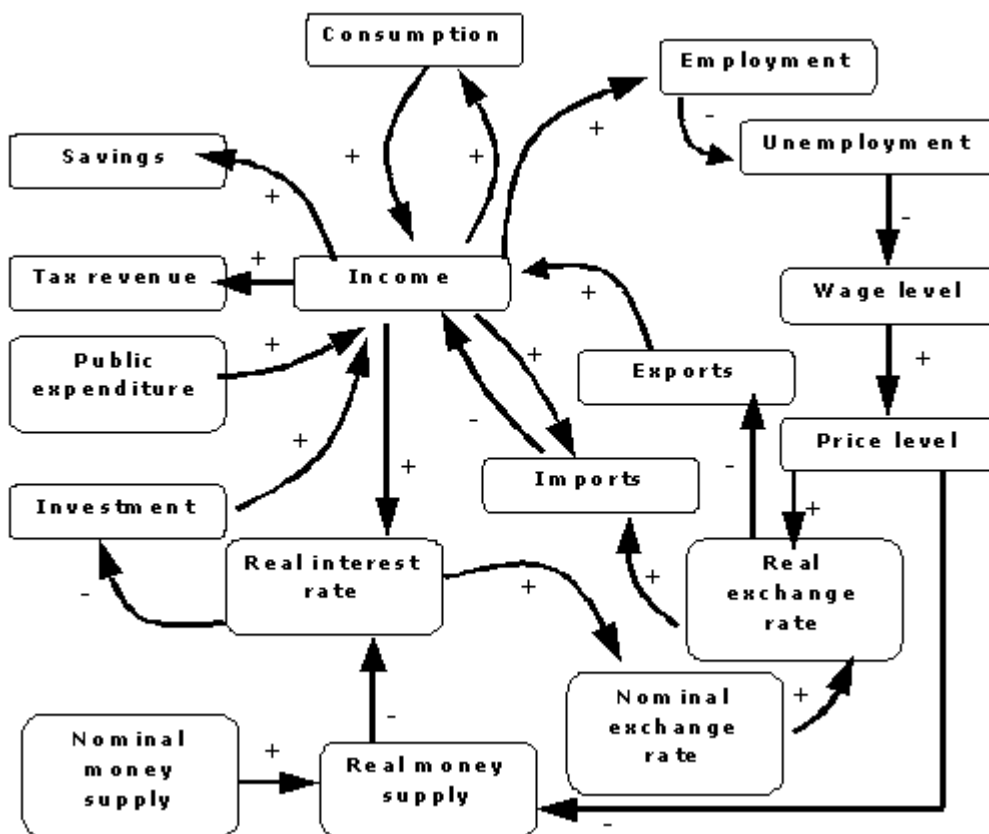 Consumption
Employment
+
+
+
-
Savings
Unemployment
+
-
Tax revenue
+
Income
+
Wage level
Public
expenditure
+
+
Exports
+
-
Price level
+
+
Imports
-
+
Investment
Real interest
rate
-
+
+
Real
exchange
rate
Nominal
exchange
rate
+
-
Nominal
money
supply
+
Real money
supply
-